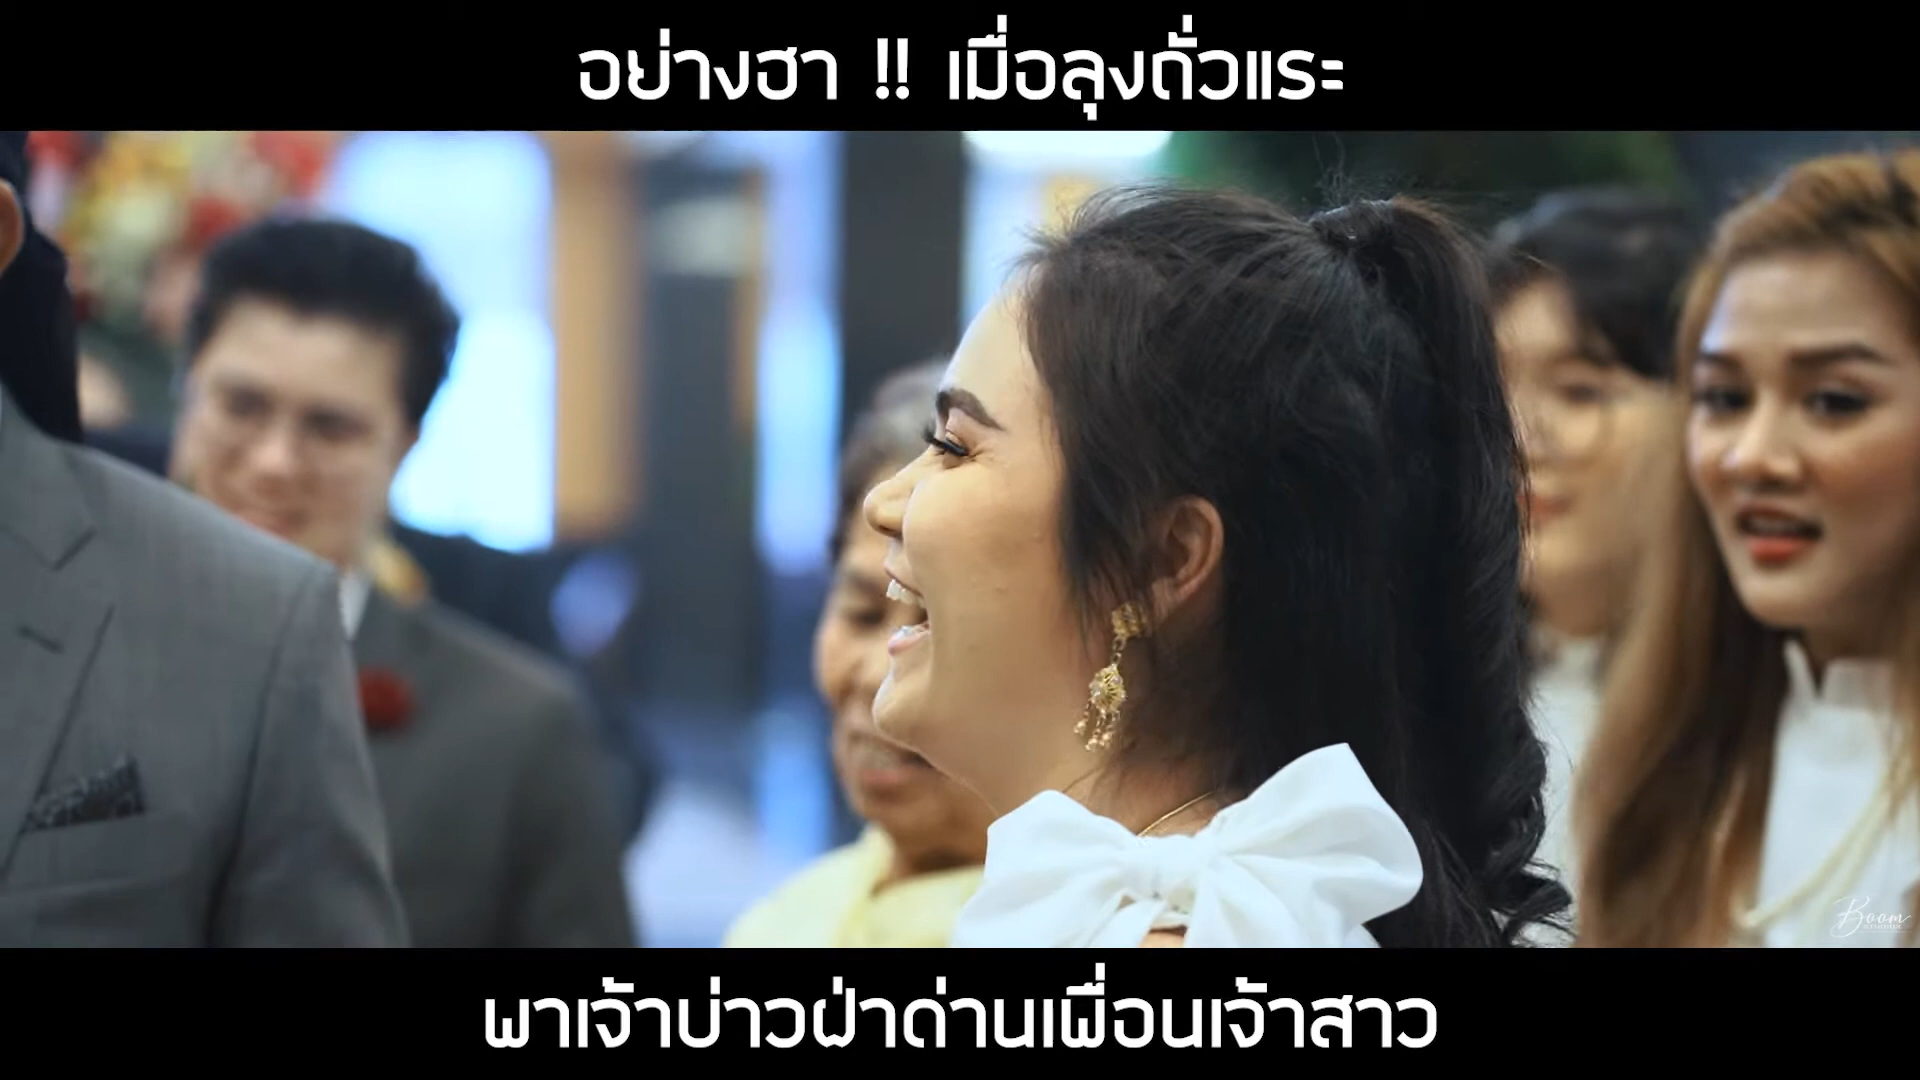 อย่างฮา !! เมื่อลุงถั่วแระ
Boom
พาเจ้าบ่าวฝ่าด่านเพื่อนเจ้าสาว